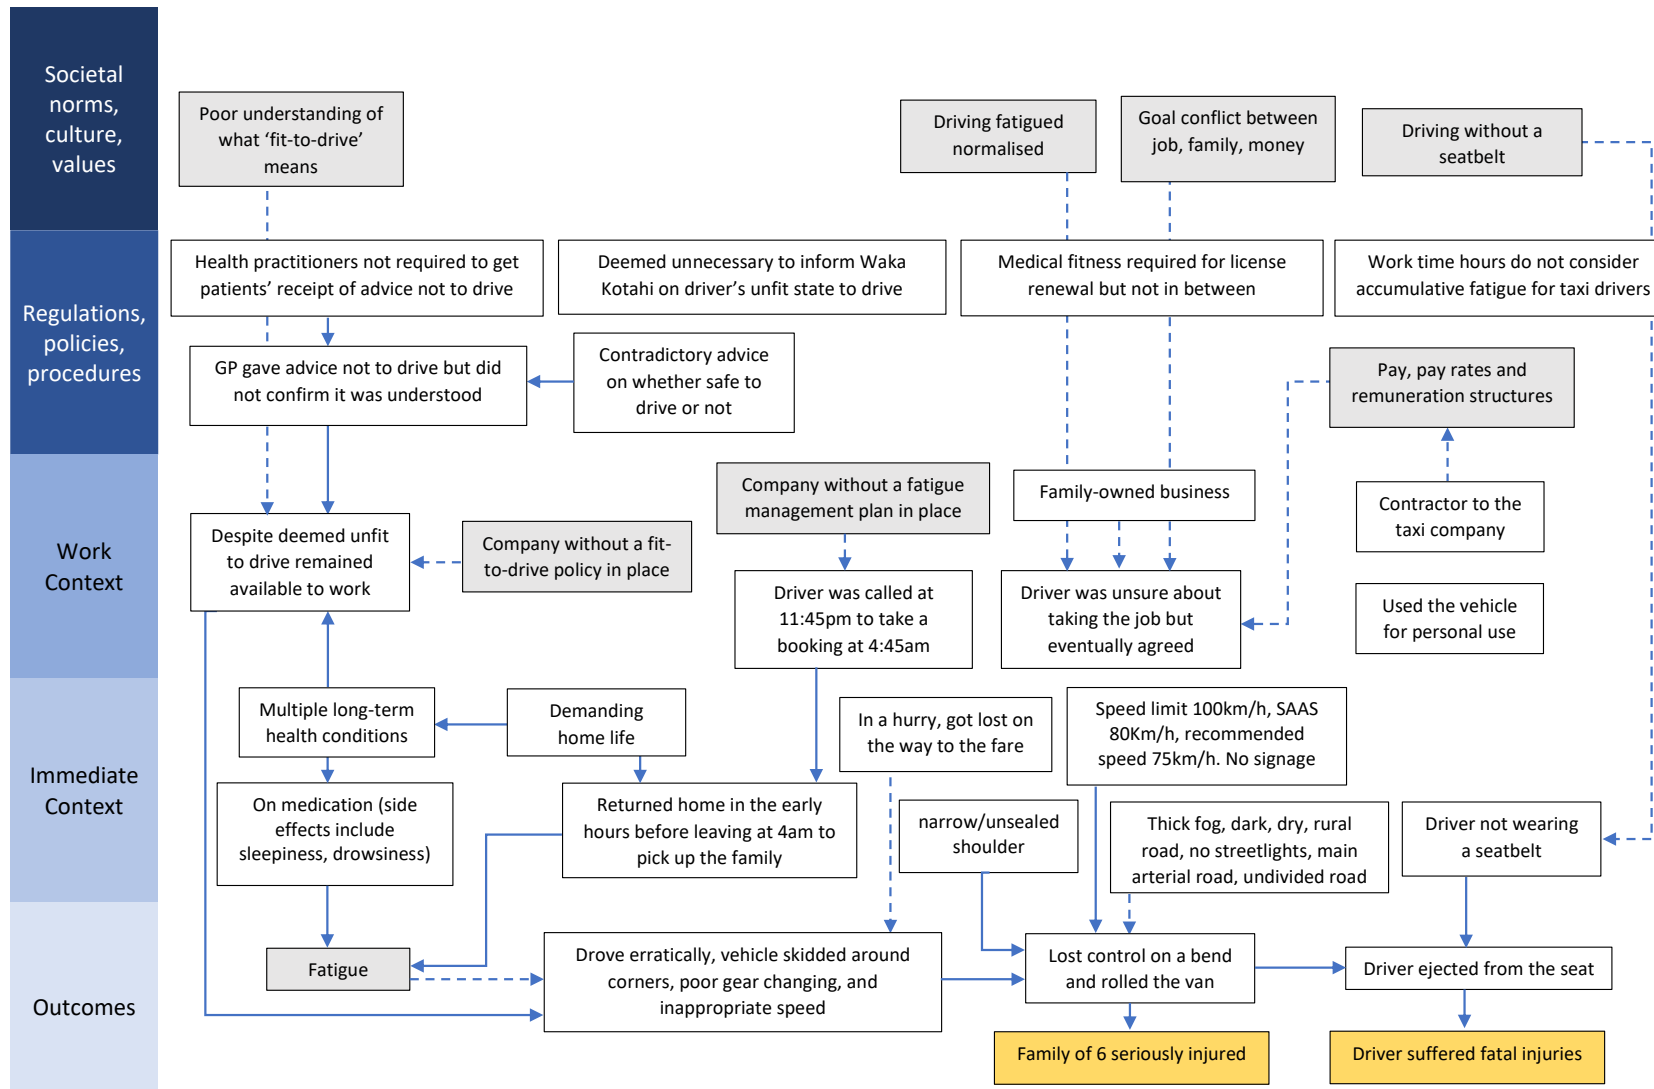 Societal
norms,
culture,
values
Poor understanding of
what ‘fit-to-drive’
means
Driving fatigued
normalised
Goal conflict between
job, family, money
Driving without a
seatbelt
Regulations,
policies,
procedures
Health practitioners not required to get
patients’ receipt of advice not to drive
Deemed unnecessary to inform Waka
Kotahi on driver’s unfit state to drive
Medical fitness required for license
renewal but not in between
Work time hours do not consider
accumulative fatigue for taxi drivers
GP gave advice not to drive but did
not confirm it was understood
Contradictory advice
on whether safe to
drive or not
Pay, pay rates and
remuneration structures
Work
Context
Despite deemed unfit
to drive remained
available to work
Company without a fit-
to-drive policy in place
Company without a fatigue
management plan in place
Driver was called at
11:45pm to take a
booking at 4:45am
Family-owned business
Driver was unsure about
taking the job but
eventually agreed
Contractor to the
taxi company
Used the vehicle
for personal use
Immediate
Context
Multiple long-term
health conditions
Demanding
home life
In a hurry, got lost on
the way to the fare
Speed limit 100km/h, SAAS
80Km/h, recommended
speed 75km/h. No signage
On medication (side
effects include
sleepiness, drowsiness)
Returned home in the early
hours before leaving at 4am to
pick up the family
narrow/unsealed
shoulder
Thick fog, dark, dry, rural
road, no streetlights, main
arterial road, undivided road
Driver not wearing
a seatbelt
Outcomes
Fatigue
Drove erratically, vehicle skidded around
corners, poor gear changing, and
inappropriate speed
Lost control on a bend
and rolled the van
Driver ejected from the seat
Family of 6 seriously injured
Driver suffered fatal injuries